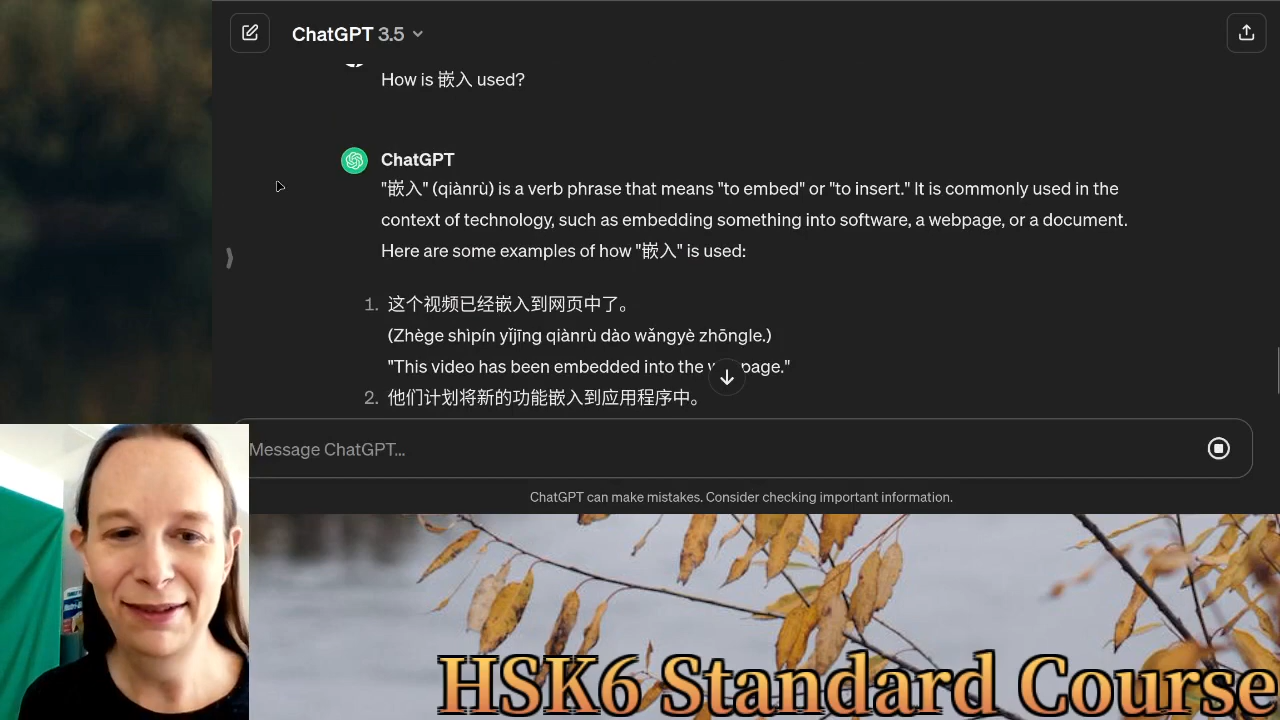 ChatGPT 3.5
How is 嵌入 used?
ChatGPT
"嵌入" (qiànrù) is a verb phrase that means "to embed" or "to insert." It is commonly used in the
context of technology, such as embedding something into software, a webpage, or a document.
Here are some examples of how "嵌入" is used:
1. 这个视频已经嵌入到网页中了。
(Zhège shìpín yǐjīng qiànrù dào wǎngyè zhōngle.)
"This video has been embedded into the page."
2. 他们计划将新的功能嵌入到应用程序中。
Message ChatGPT...
ChatGPT can make mistakes. Consider checking important information.
HSK6 Standard Course